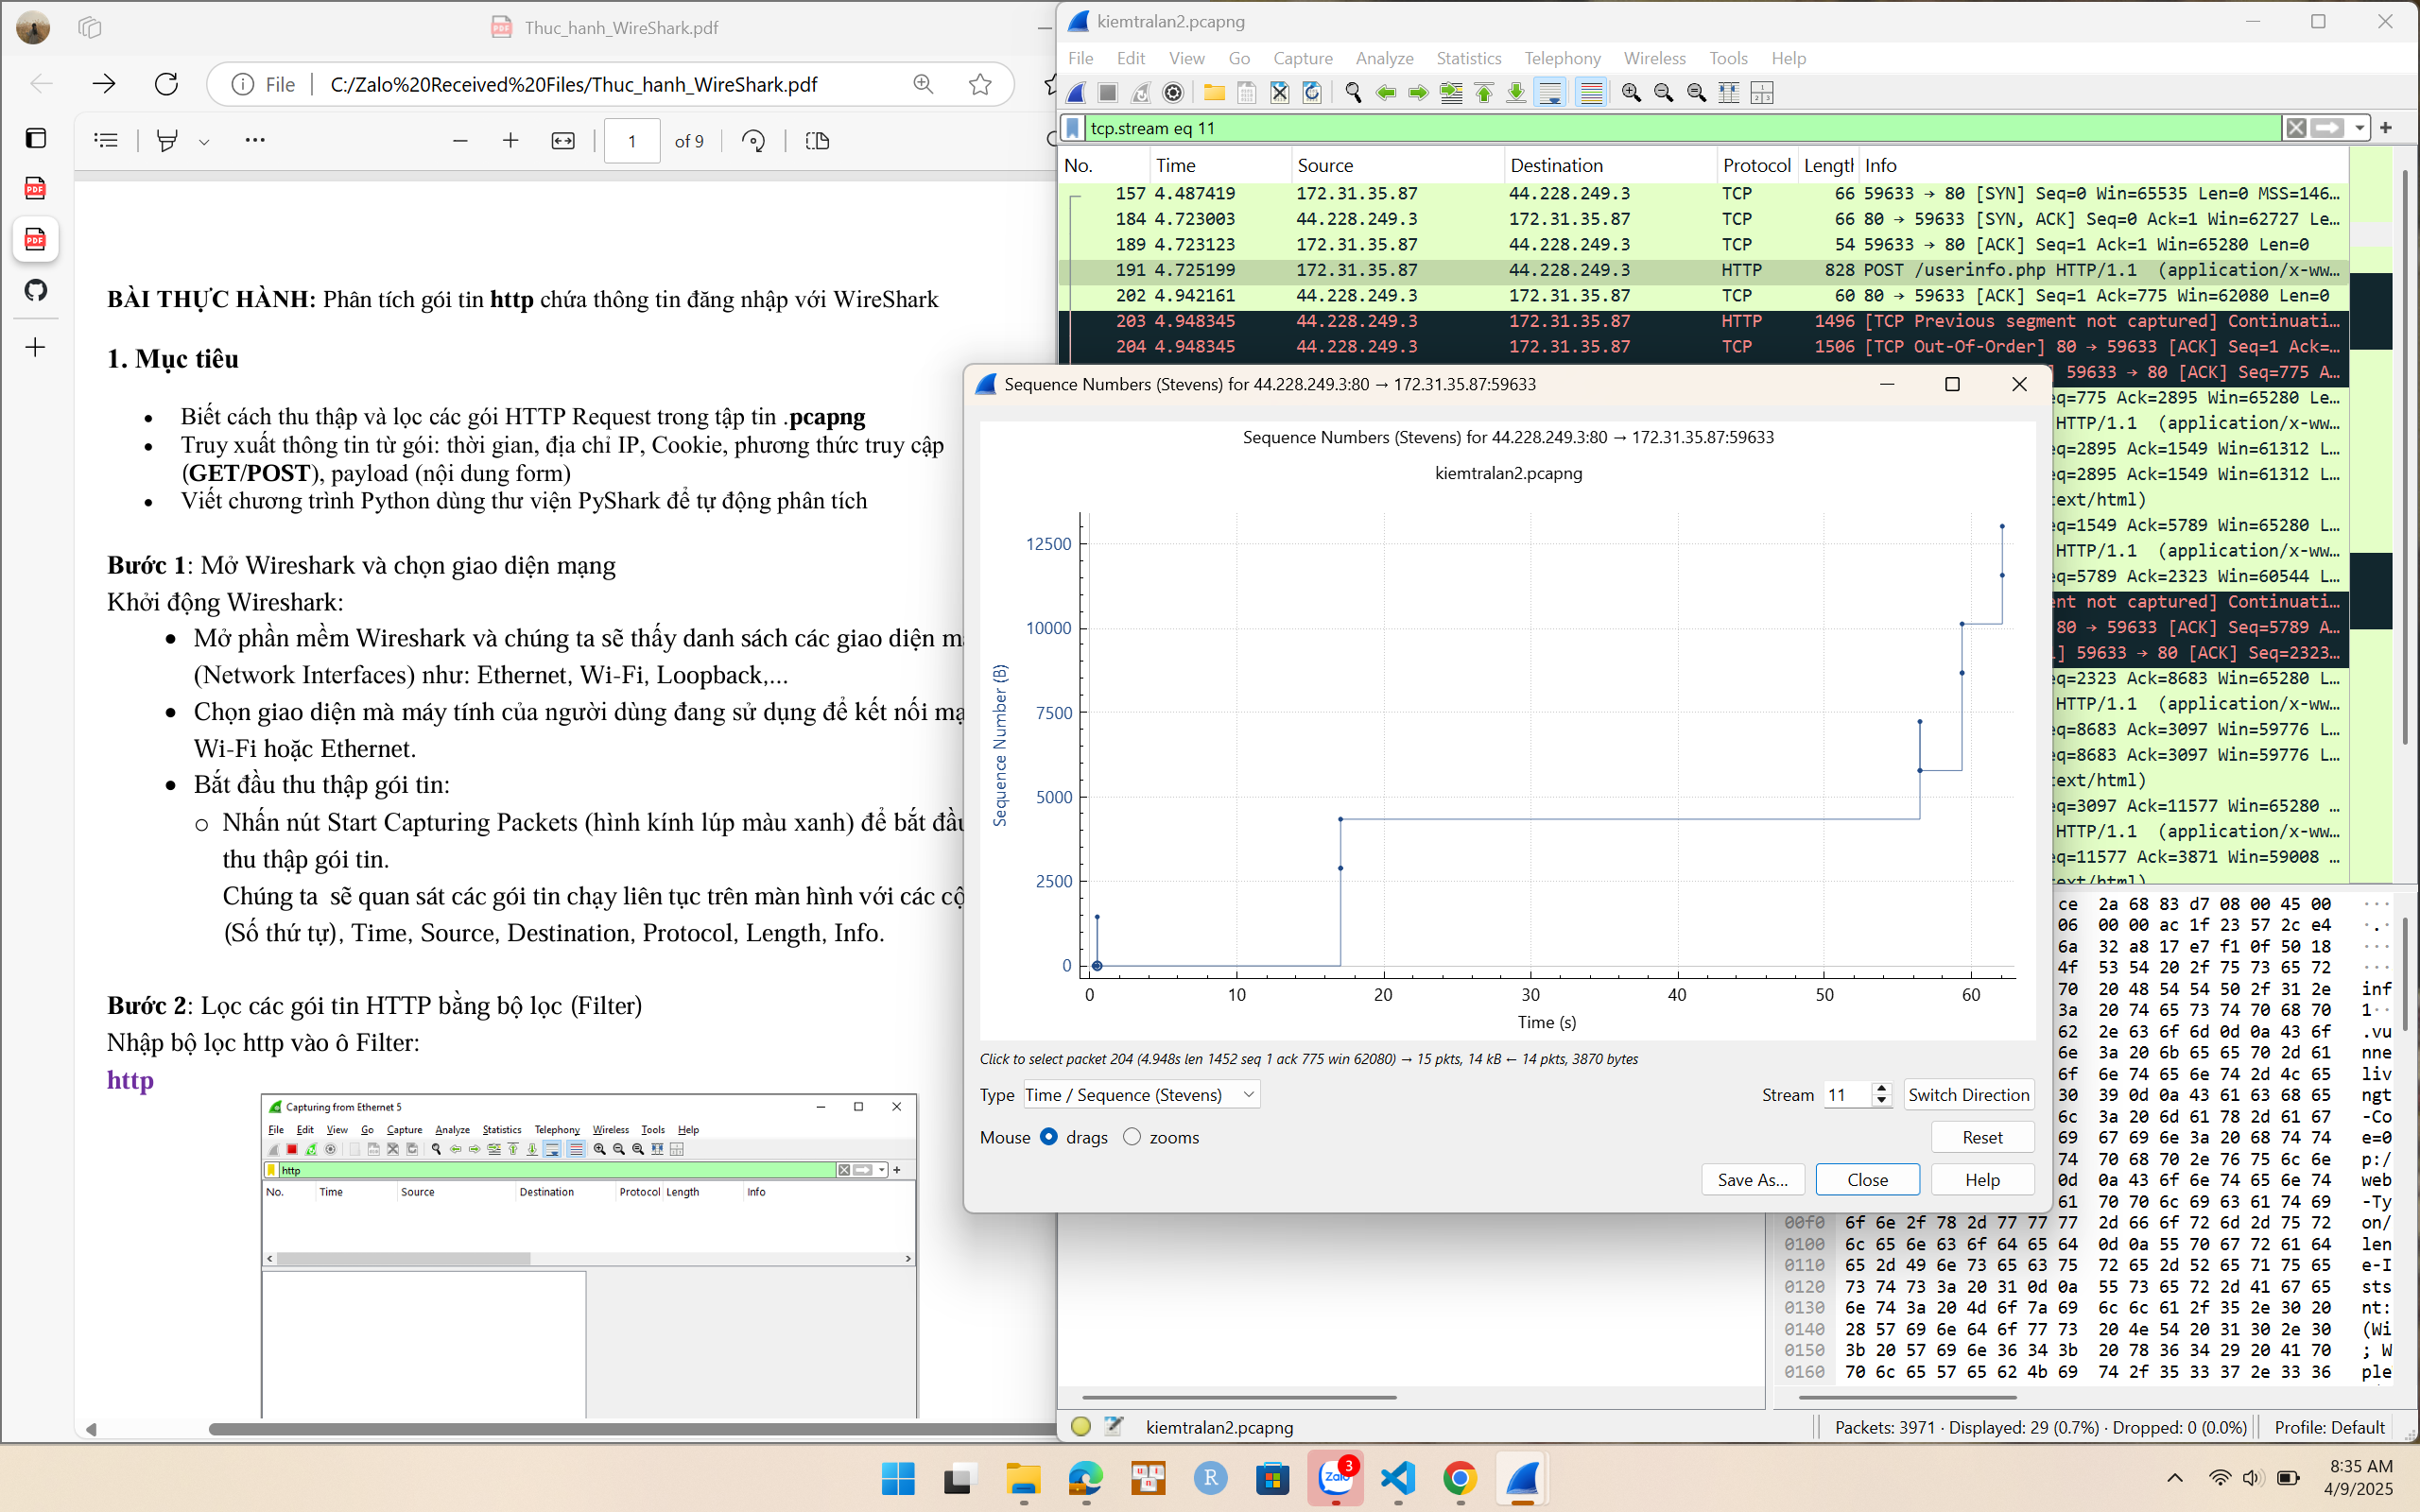 Thuc_hanh_WireShark.pdf
File
C:/Zalo%20Received%20Files/Thuc_hanh_WireShark.pdf
1
of 9
BÀI THỰC HÀNH: Phân tích gói tin http chứa thông tin đăng nhập với WireShark
1. Mục tiêu
• Biết cách thu thập và lọc các gói HTTP Request trong tập tin .pcapng
• Truy xuất thông tin từ gói: thời gian, địa chỉ IP, Cookie, phương thức truy cập
(GET/POST), payload (nội dung form)
• Viết chương trình Python dùng thư viện PyShark để tự động phân tích
Bước 1: Mở Wireshark và chọn giao diện mạng
Khởi động Wireshark:
• Mở phần mềm Wireshark và chúng ta sẽ thấy danh sách các giao diện
(Network Interfaces) như: Ethernet, Wi-Fi, Loopback,...
• Chọn giao diện mà máy tính của người dùng đang sử dụng để kết nối
Wi-Fi hoặc Ethernet.
• Bắt đầu thu thập gói tin:
o Nhấn nút Start Capturing Packets (hình kính lúp màu xanh) để bắt
thu thập gói tin.
Chúng ta sẽ quan sát các gói tin chạy liên tục trên màn hình với các
(Số thứ tự), Time, Source, Destination, Protocol, Length, Info.
Bước 2: Lọc các gói tin HTTP bằng bộ lọc (Filter)
Nhập bộ lọc http vào ô Filter:
http
Capturing from Ethernet 5
File Edit View Go Capture Analyze Statistics Telephony Wireless Tools Help
http
No. Time Source Destination Protocol Length Info
kiemtralan2.pcapng
File Edit View Go Capture Analyze Statistics Telephony Wireless Tools Help
tcp.stream eq 11
No. Time Source Destination Protocol Info
157 4.487419 172.31.35.87 44.228.249.3 TCP 66 59633 → 80 [SYN] Seq=0 Win=65535 Len=0 MSS=146…
184 4.723003 44.228.249.3 172.31.35.87 TCP 66 80 → 59633 [SYN, ACK] Seq=0 Ack=1 Win=62727 Le…
189 4.723123 172.31.35.87 44.228.249.3 TCP 54 59633 → 80 [ACK] Seq=1 Ack=1 Win=65280 Len=0
191 4.725199 172.31.35.87 44.228.249.3 HTTP 828 POST /userinfo.php HTTP/1.1 (application/x-ww…
202 4.942161 44.228.249.3 172.31.35.87 TCP 60 80 → 59633 [ACK] Seq=1 Ack=775 Win=62080 Len=0
203 4.948345 44.228.249.3 172.31.35.87 HTTP 1496 [TCP Previous segment not captured] Continuati…
204 4.948345 44.228.249.3 172.31.35.87 TCP 1506 [TCP Out-Of-Order] 80 → 59633 [ACK] Seq=1 Ack=…
] 59633 → 80 [ACK] Seq=775 A…
eq=775 Ack=2895 Win=65280 Le…
HTTP/1.1 (application/x-ww…
eq=2895 Ack=1549 Win=61312 L…
eq=2895 Ack=1549 Win=61312 L…
text/html)
eq=1549 Ack=5789 Win=65280 L…
HTTP/1.1 (application/x-ww…
eq=5789 Ack=2323 Win=60544 L…
ent not captured] Continuati…
80 → 59633 [ACK] Seq=5789 A…
] 59633 → 80 [ACK] Seq=2323…
eq=2323 Ack=8683 Win=65280 L…
HTTP/1.1 (application/x-ww…
eq=8683 Ack=3097 Win=59776 L…
eq=8683 Ack=3097 Win=59776 L…
text/html)
eq=3097 Ack=11577 Win=65280 …
HTTP/1.1 (application/x-ww…
eq=11577 Ack=3871 Win=59008 …
text/html)
Sequence Numbers (Stevens) for 44.228.249.3:80 → 172.31.35.87:59633
Sequence Numbers (Stevens) for 44.228.249.3:80 → 172.31.35.87:59633
kiemtralan2.pcapng
Sequence Number (B)
12500
10000
7500
5000
2500
0
0 10 20 30 40 50 60
Time (s)
Click to select packet 204 (4.948s len 1452 seq 1 ack 775 win 62080) → 15 pkts, 14 kB ← 14 pkts, 3870 bytes
Type Time / Sequence (Stevens) Stream 11 Switch Direction
Mouse drags zooms Reset
Save As… Close Help
ce 2a 68 83 d7 08 00 45 00 ···
06 00 00 ac 1f 23 57 2c e4 ·.·
6a 32 a8 17 e7 f1 0f 50 18 ···
4f 53 54 20 2f 75 73 65 72 ···
70 20 48 54 54 50 2f 31 2e inf
3a 20 74 65 73 74 70 68 70 1··
62 2e 63 6f 6d 0d 0a 43 6f .vu
6e 3a 20 6b 65 65 70 2d 61 nne
6f 6e 74 65 6e 74 2d 4c 65 liv
30 39 0d 0a 43 61 63 68 65 ngt
6c 3a 20 6d 61 78 2d 61 67 -Co
69 67 69 6e 3a 20 68 74 74 e=0
74 70 68 70 2e 76 75 6c 6e p:/
0d 0a 43 6f 6e 74 65 6e 74 web
61 70 70 6c 69 63 61 74 69 -Ty
00f0 6f 6e 2f 78 2d 77 77 77 2d 66 6f 72 6d 2d 75 72 on/
0100 6c 65 6e 63 6f 64 65 64 0d 0a 55 70 67 72 61 64 len
0110 65 2d 49 6e 73 65 63 75 72 65 2d 52 65 71 75 65 e-I
0120 73 74 73 3a 20 31 0d 0a 55 73 65 72 2d 41 67 65 sts
0130 6e 74 3a 20 4d 6f 7a 69 6c 6c 61 2f 35 2e 30 20 nt:
0140 28 57 69 6e 64 6f 77 73 20 4e 54 20 31 30 2e 30 (Wi
0150 3b 20 57 69 6e 36 34 3b 20 78 36 34 29 20 41 70 ; W
0160 70 6c 65 57 65 62 4b 69 74 2f 35 33 37 2e 33 36 ple
kiemtralan2.pcapng
Packets: 3971 · Displayed: 29 (0.7%) · Dropped: 0 (0.0%)
Profile: Default
Zalo
3
8:35 AM
4/9/2025